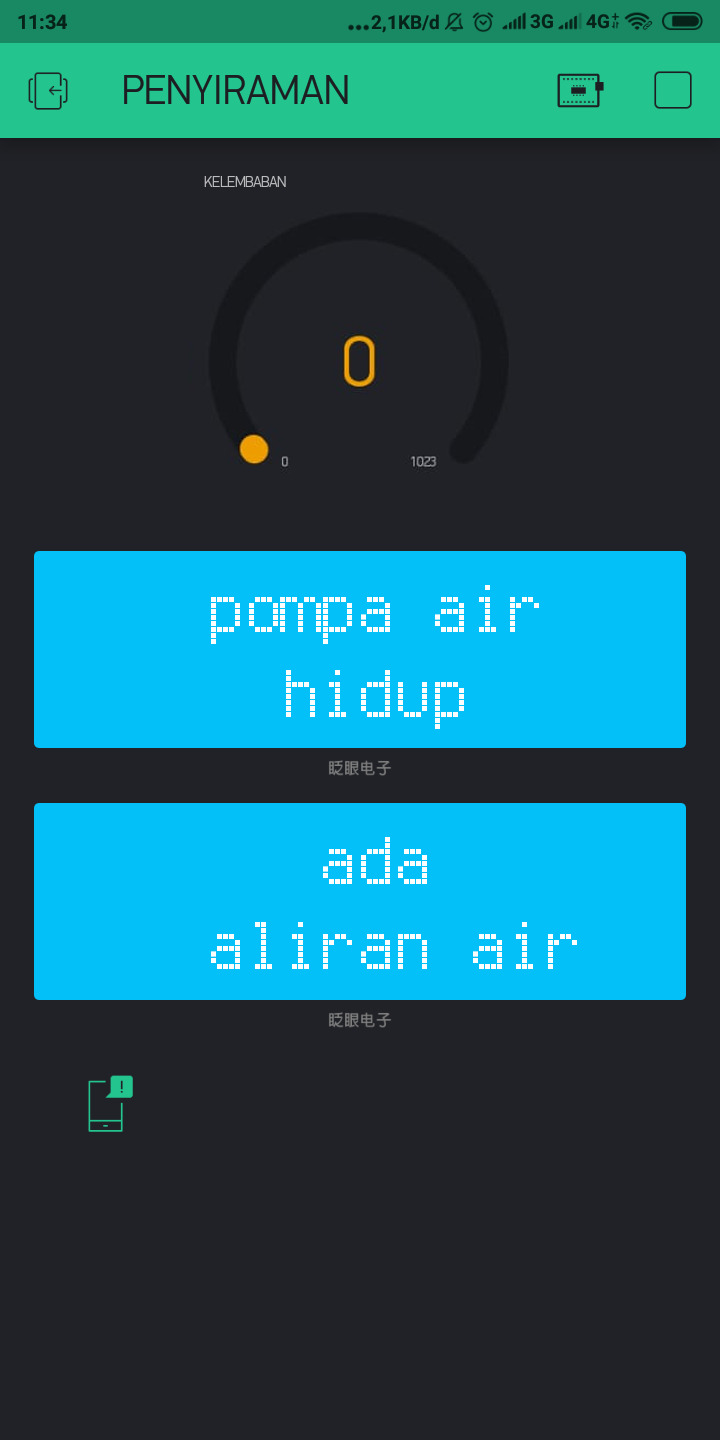 11:34
...2,1KB/d 3G 4G+
PENYIRAMAN
KELEMBABAN
0
0 1023
pompa air
hidup
眨眼电子
ada
aliran air
眨眼电子
!